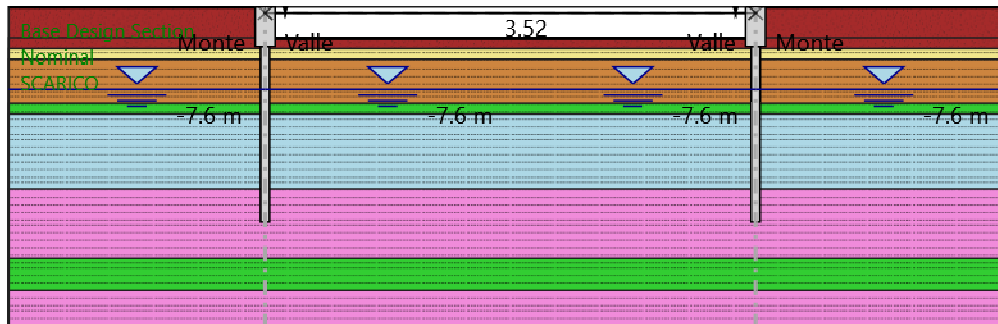 Base Design Section
3.52
Monte Valle Valle Monte
Nominal
SCARICO
-7.6 m -7.6 m -7.6 m -7.6 m